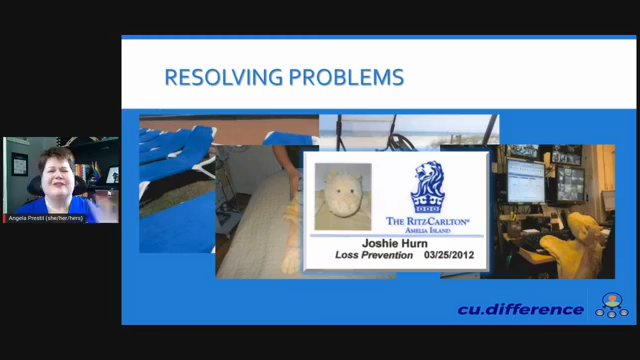 RESOLVING PROBLEMS
THE RITZ-CARLTON®
AMELIA ISLAND
Joshie Hurn
Loss Prevention 03/25/2012
Angela Prestil (she/her/hers)
cu.difference